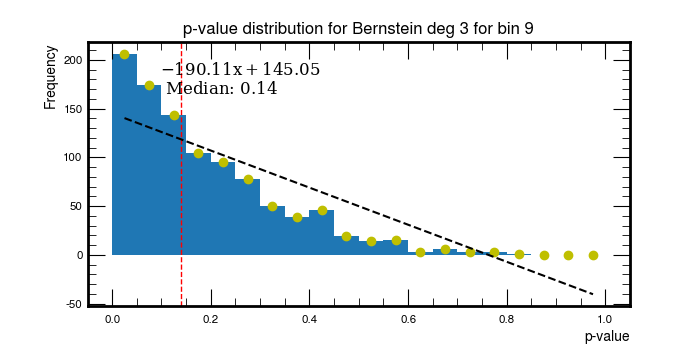 p-value distribution for Bernstein deg 3 for bin 9
Frequency
−190.11x + 145.05
Median: 0.14
200
150
100
50
0
-50
0.0 0.2 0.4 0.6 0.8 1.0
p-value